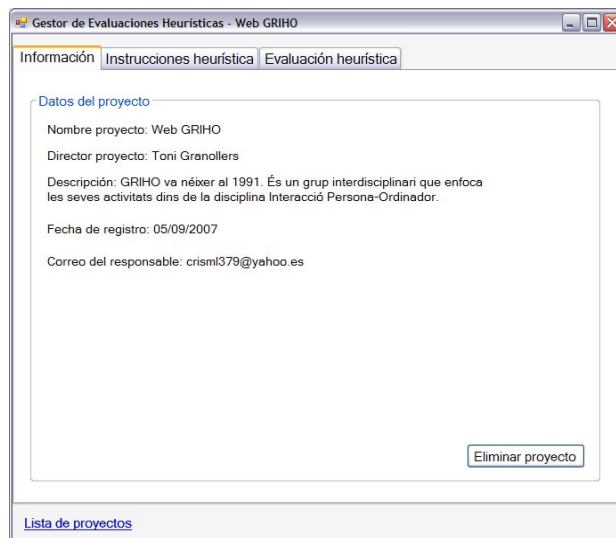 Gestor de Evaluaciones Heurísticas - Web GRIHO
Información Instrucciones heurística Evaluación heurística
Datos del proyecto
Nombre proyecto: Web GRIHO
Director proyecto: Toni Granollers
Descripción: GRIHO va néixer al 1991. És un grup interdisciplinari que enfoca
les seves activitats dins de la disciplina Interacció Persona-Ordinador.
Fecha de registro: 05/09/2007
Correo del responsable: crisml379@yahoo.es
Eliminar proyecto
Lista de proyectos